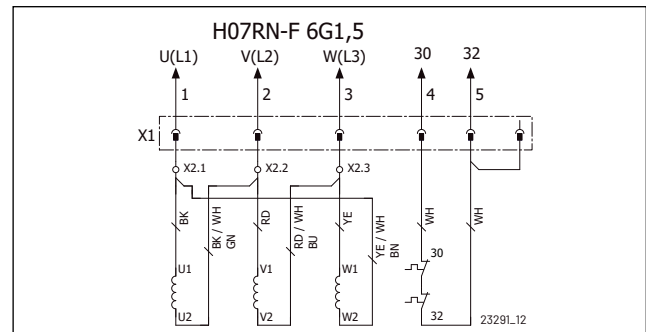 H07RN-F 6G1,5
U(L1) V(L2) W(L3) 30 32
1 2 3 4 5
X1
X2.1 X2.2 X2.3
BK BK / WH GN RD RD / WH BU YE YE / WH BN WH WH
30
U1 V1 W1
U2 V2 W2 32
23291_12